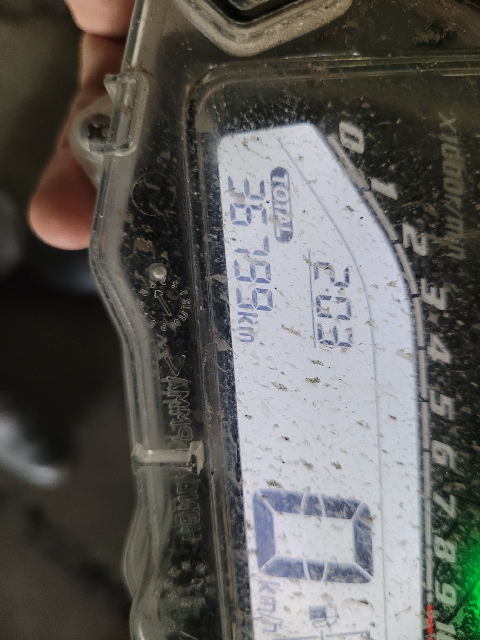 x1000r/min
0 1 2 3 4 5 6 7 8 9
TOTAL
36799km
2:03
0
km/h